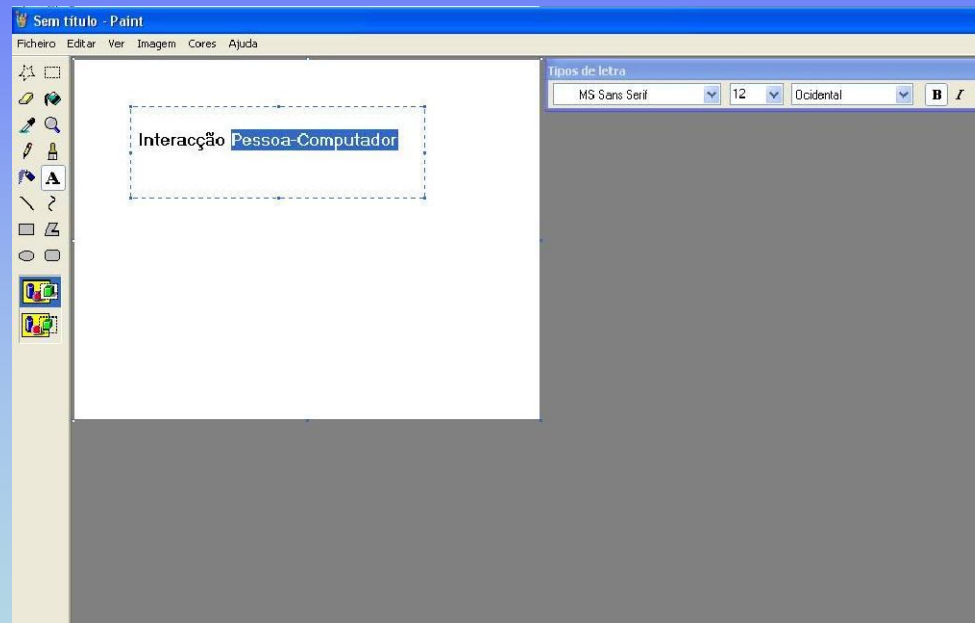 Sem título - Paint
Ficheiro Editar Ver Imagem Cores Ajuda
Tipos de letra
MS Sans Serif 12 Ocidental B I
A
Interacção Pessoa-Computador